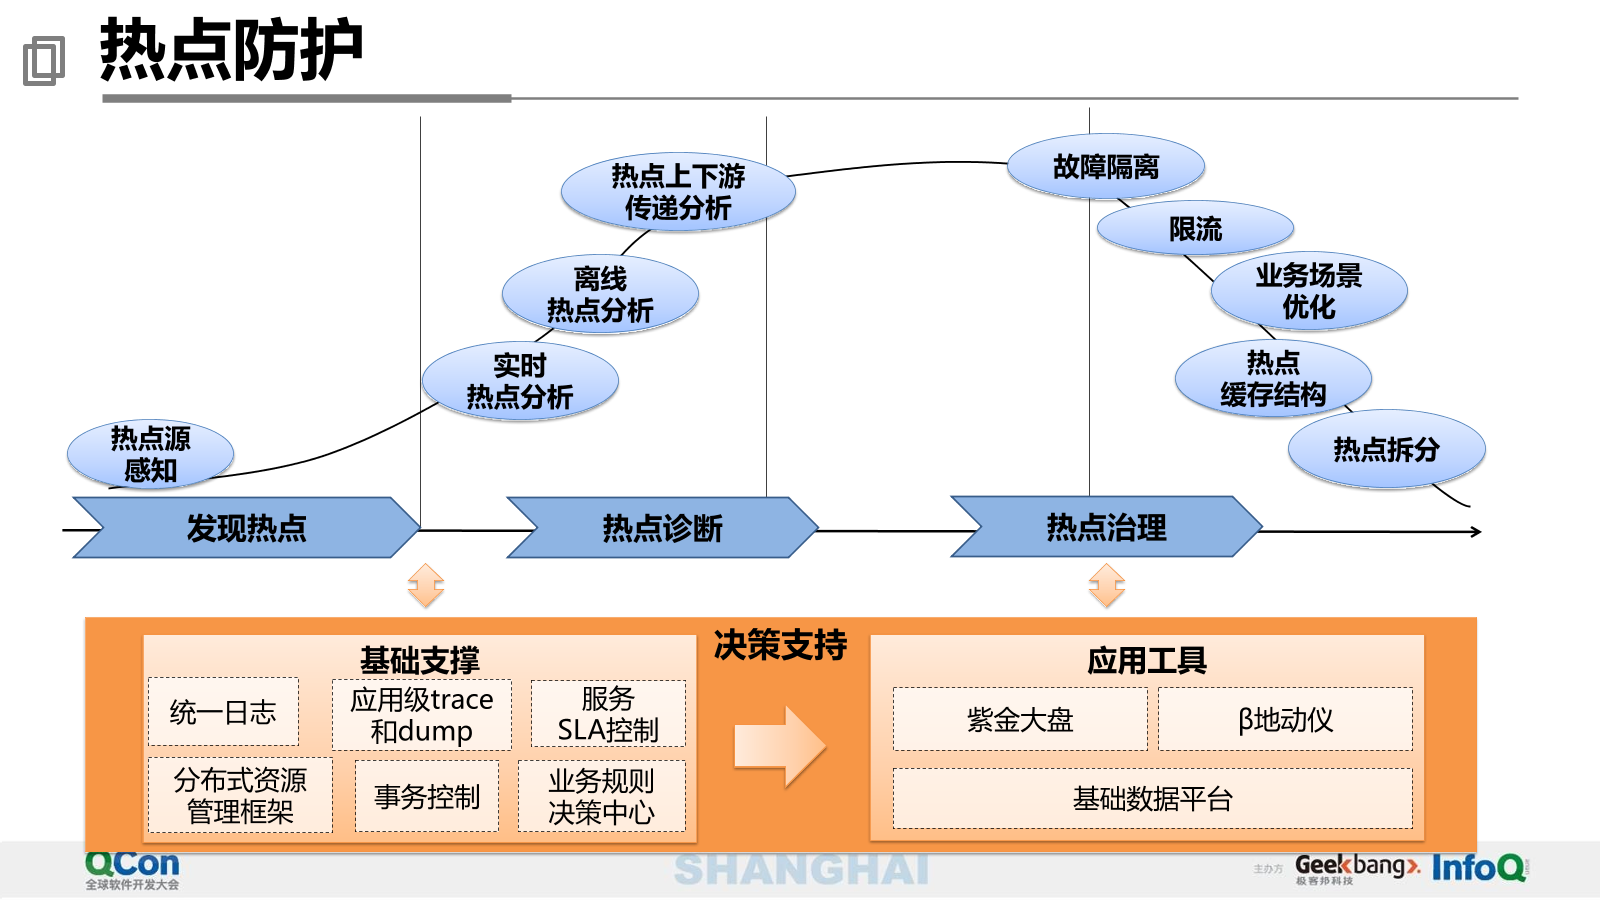 热点防护
热点源
感知
实时
热点分析
离线
热点分析
热点上下游
传递分析
故障隔离
限流
业务场景
优化
热点
缓存结构
热点拆分
发现热点
热点诊断
热点治理
决策支持
基础支撑
统一日志
应用级trace
和dump
服务
SLA控制
分布式资源
管理框架
事务控制
业务规则
决策中心
应用工具
紫金大盘
β地动仪
基础数据平台
QCon
全球软件开发大会
SHANGHAI
主办方
Geekbang>.
极客邦科技
InfoQ